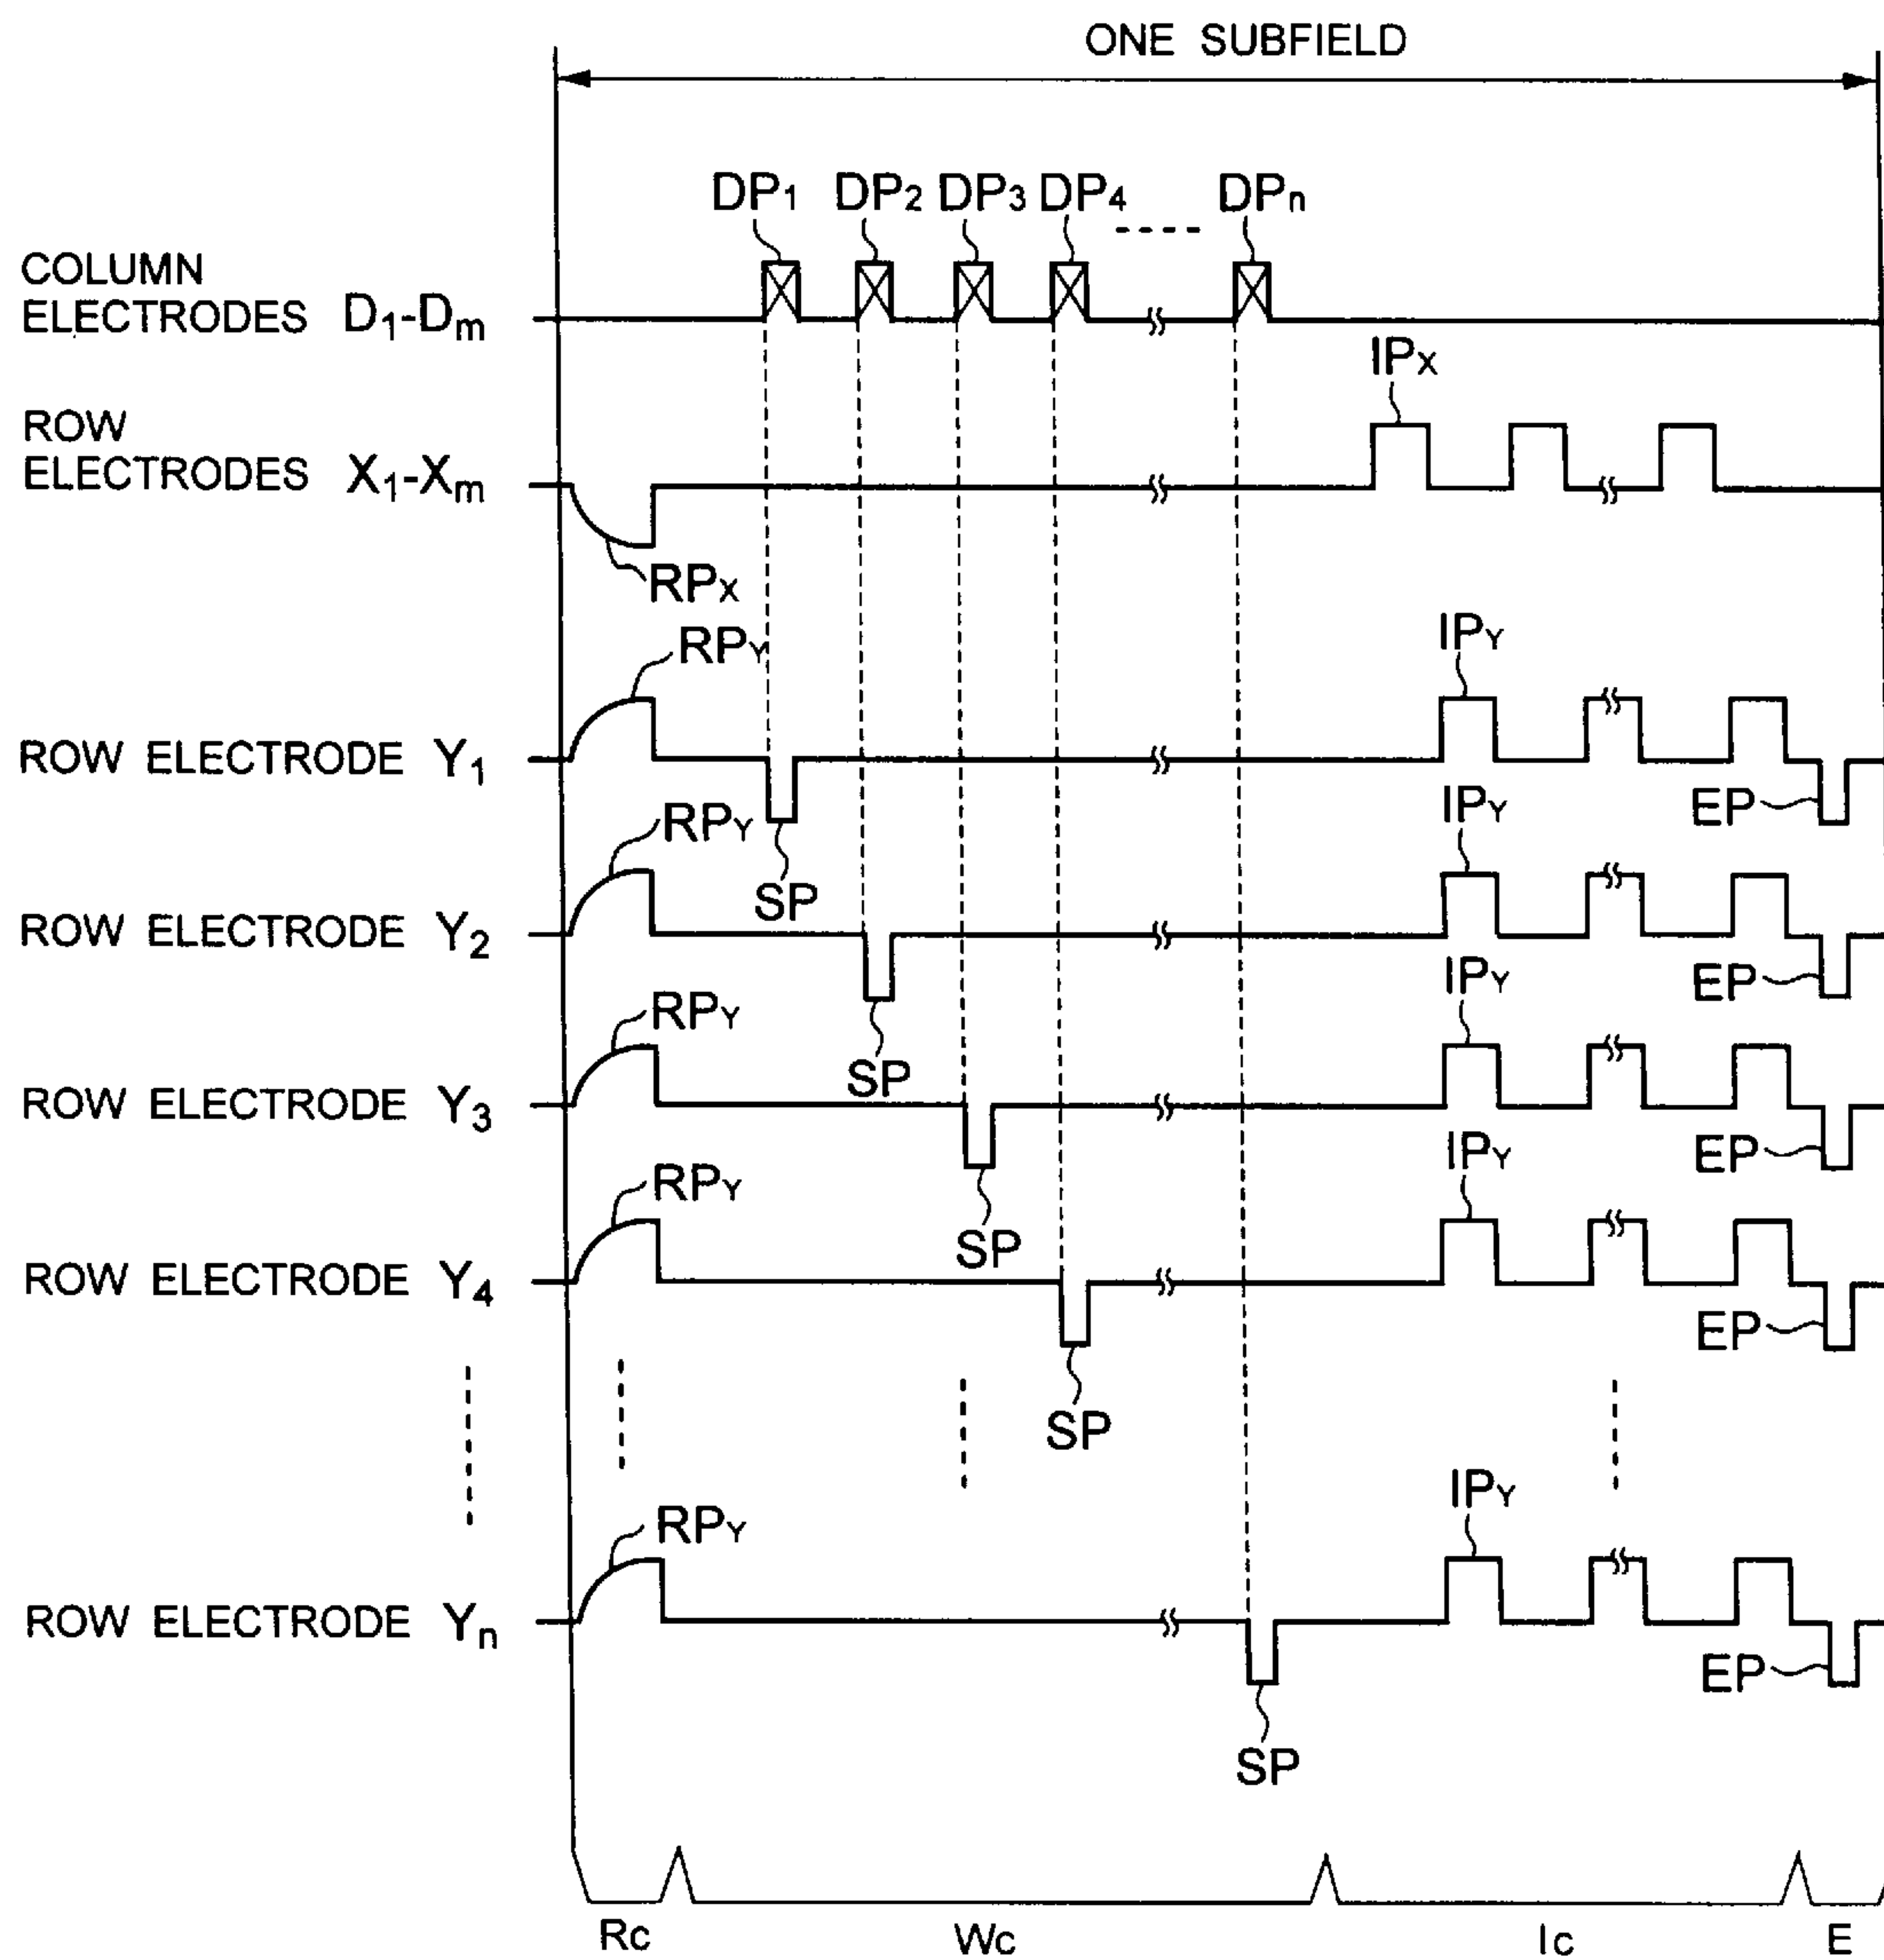 ONE SUBFIELD
DP1 DP2 DP3 DP4 DPn
COLUMN
ELECTRODES D1-Dm
IPX
ROW
ELECTRODES X1-Xm
RPX
RPY IPY
ROW ELECTRODE Y1
EP
RPY IPY
SP
ROW ELECTRODE Y2
EP
RPY IPY
SP
ROW ELECTRODE Y3
EP
RPY IPY
SP
ROW ELECTRODE Y4
EP
SP
RPY IPY
ROW ELECTRODE Yn
EP
SP
Rc Wc Ic E